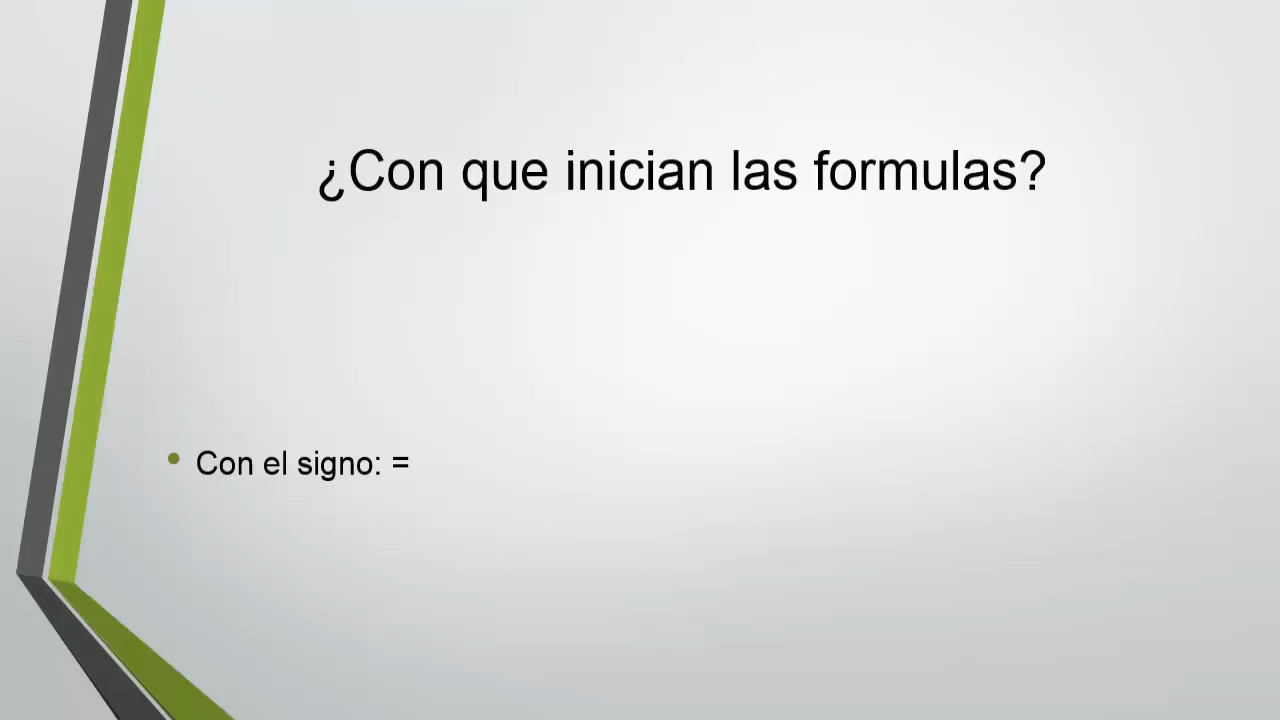 ¿Con que inician las formulas?
Con el signo: =